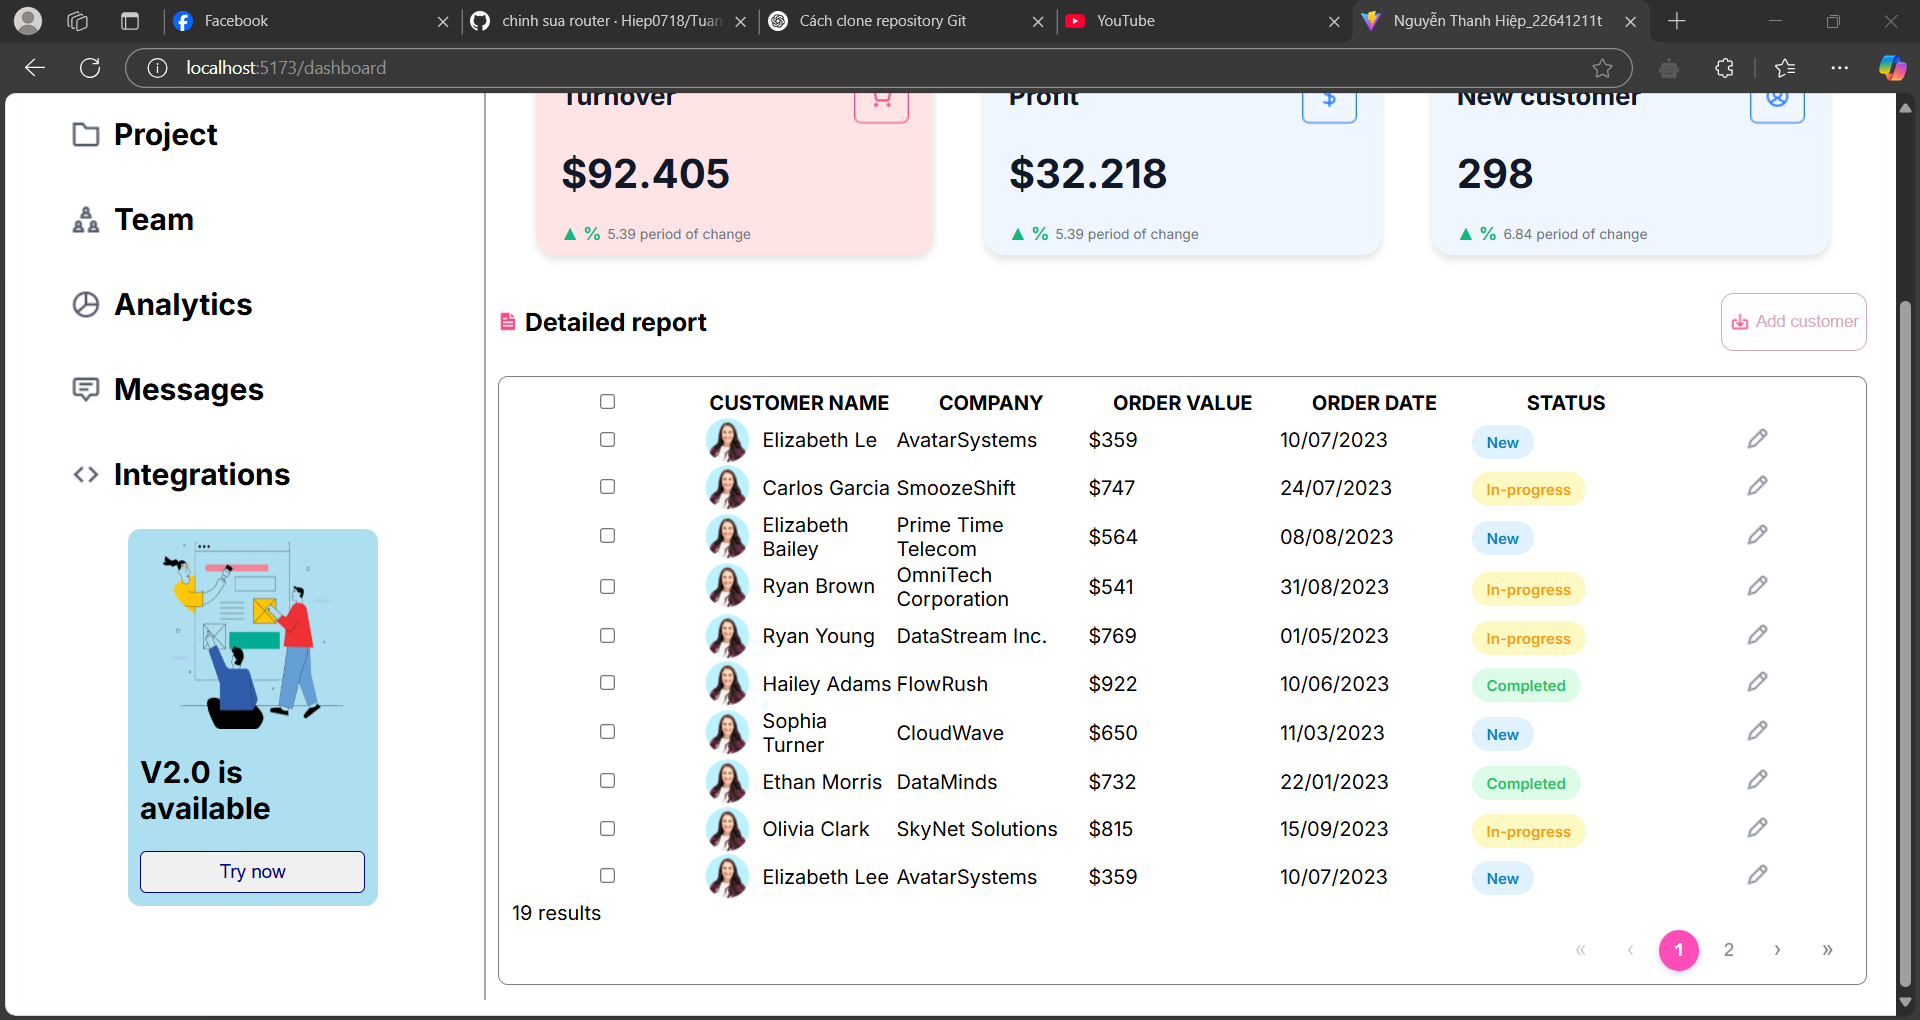 Facebook
chinh sua router · Hiep0718/Tuan
Cách clone repository Git
YouTube
Nguyễn Thanh Hiệp_22641211t
localhost:5173/dashboard
Project
Team
Analytics
Messages
Integrations
V2.0 is
available
Try now
Turnover
$92.405
▲ % 5.39 period of change
Profit
$
$32.218
▲ % 5.39 period of change
New customer
298
▲ % 6.84 period of change
Detailed report
Add customer
CUSTOMER NAME COMPANY ORDER VALUE ORDER DATE STATUS
Elizabeth Le AvatarSystems $359 10/07/2023 New
Carlos Garcia SmoozeShift $747 24/07/2023 In-progress
Elizabeth
Bailey
Prime Time
Telecom
$564 08/08/2023 New
Ryan Brown
OmniTech
Corporation
$541 31/08/2023 In-progress
Ryan Young DataStream Inc. $769 01/05/2023 In-progress
Hailey Adams FlowRush $922 10/06/2023 Completed
Sophia
Turner
CloudWave $650 11/03/2023 New
Ethan Morris DataMinds $732 22/01/2023 Completed
Olivia Clark SkyNet Solutions $815 15/09/2023 In-progress
Elizabeth Lee AvatarSystems $359 10/07/2023 New
19 results
« ‹ 1 2 › »